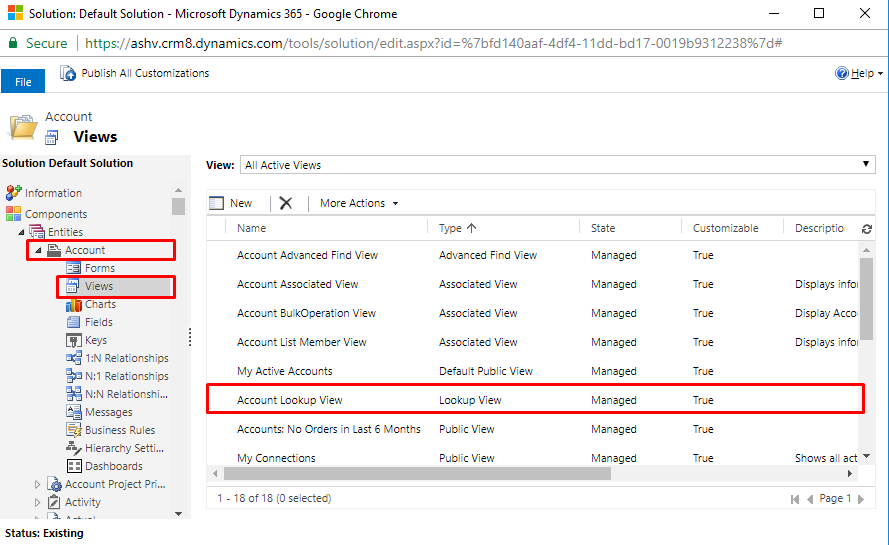 Solution: Default Solution - Microsoft Dynamics 365 - Google Chrome
Secure https://ashv.crm8.dynamics.com/tools/solution/edit.aspx?id=%7bfd140aaf-4df4-11dd-bd17-0019b9312238%7d#
File Publish All Customizations Help
Account
Views
Solution Default Solution
View: All Active Views
Information
Components
Entities
Account
Forms
Views
Charts
Fields
Keys
1:N Relationships
N:1 Relationships
N:N Relationshi...
Messages
Business Rules
Hierarchy Setti...
Dashboards
Account Project Pri...
Activity
New More Actions
Name Type State Customizable Description
Account Advanced Find View Advanced Find View Managed True
Account Associated View Associated View Managed True Displays infor
Account BulkOperation View Associated View Managed True Display Accou
Account List Member View Associated View Managed True Displays infor
My Active Accounts Default Public View Managed True
Account Lookup View Lookup View Managed True
Accounts: No Orders in Last 6 Months Public View Managed True
My Connections Public View Managed True Shows all act
1 - 18 of 18 (0 selected) Page 1
Status: Existing